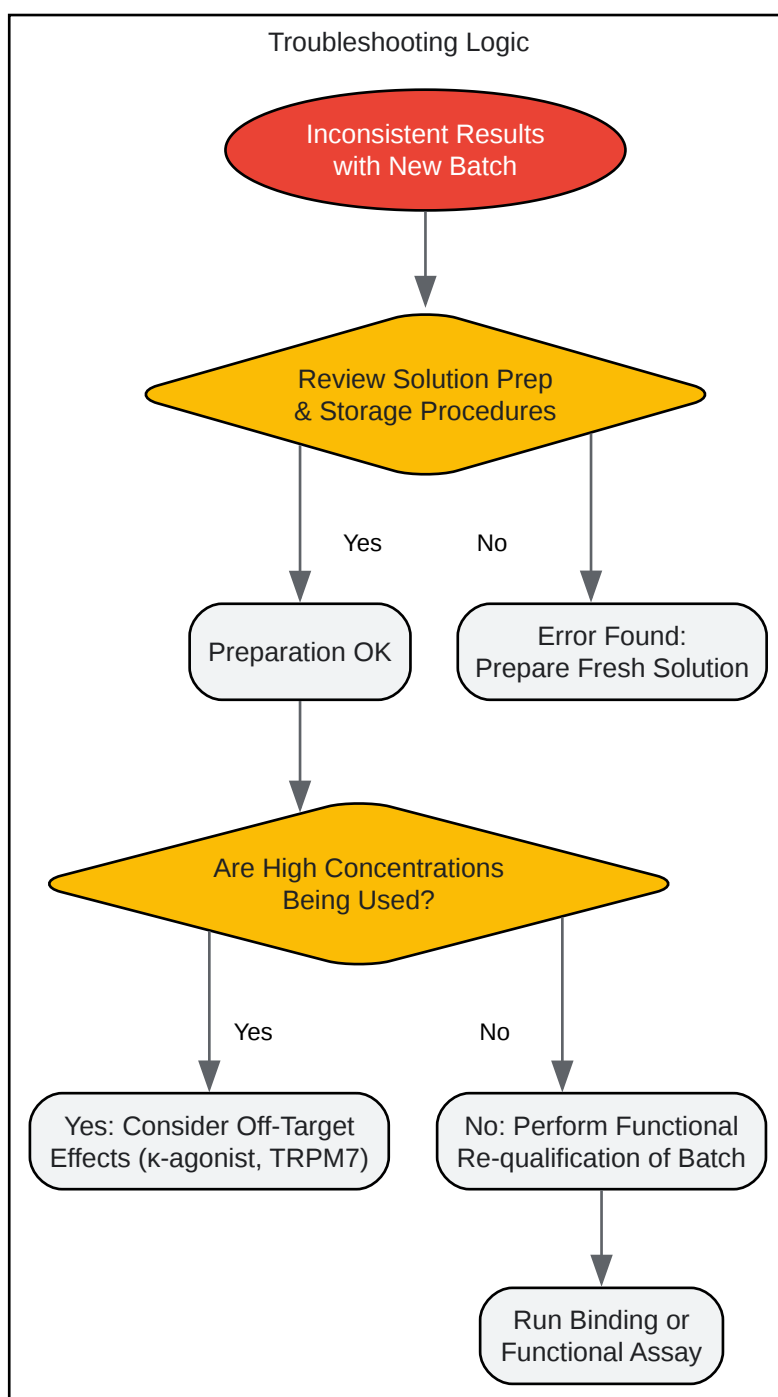 Troubleshooting Logic
Inconsistent Results
with New Batch
Review Solution Prep
& Storage Procedures
Yes
No
Preparation OK
Error Found:
Prepare Fresh Solution
Are High Concentrations
Being Used?
Yes
No
Yes: Consider Off-Target
Effects (κ-agonist, TRPM7)
No: Perform Functional
Re-qualification of Batch
Run Binding or
Functional Assay